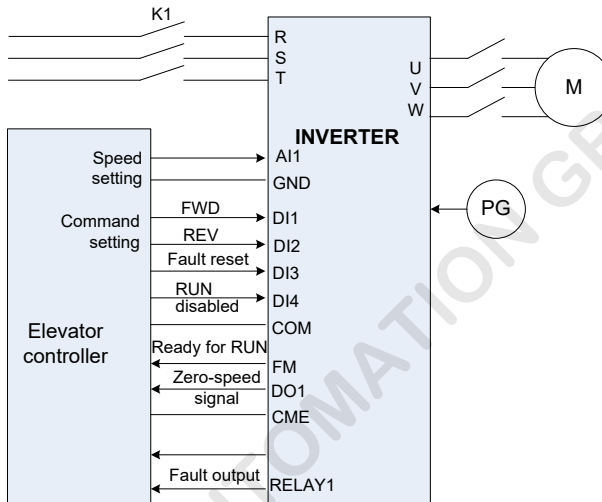 K1
R
S
T
U
V
W
M
INVERTER
Speed
setting
AI1
GND
PG
Command
setting
FWD
DI1
REV
DI2
Fault reset
DI3
RUN
disabled
DI4
COM
Elevator
controller
Ready for RUN
FM
Zero-speed
signal
DO1
CME
Fault output
RELAY1